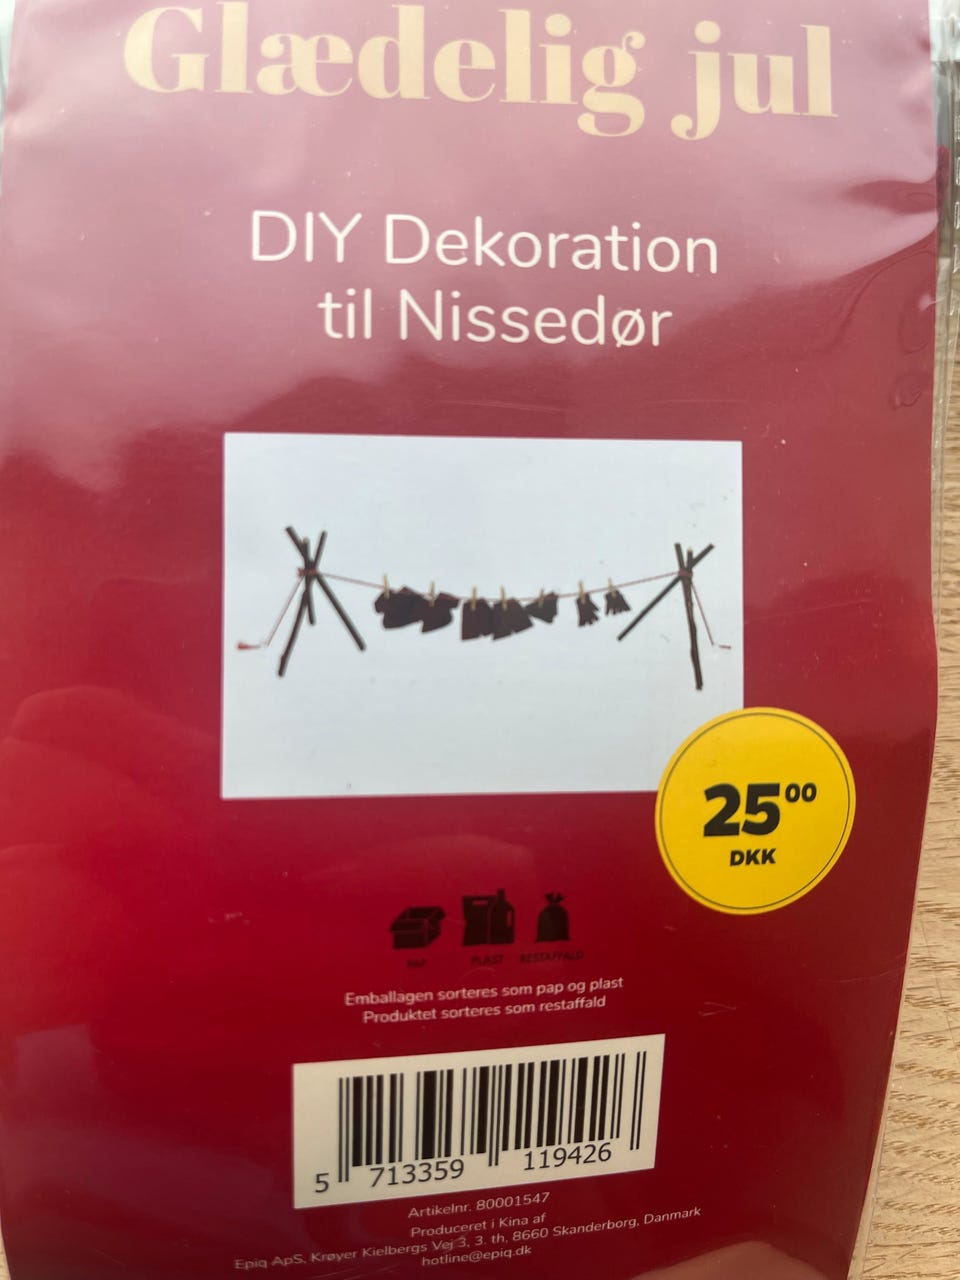 Glædelig jul
DIY Dekoration
til Nissedør
25⁰⁰
DKK
PAP PLAST RESTAFFALD
Emballagen sorteres som pap og plast
Produktet sorteres som restaffald
5 713359 119426
Artikelnr. 80001547
Produceret i Kina af
Epiq ApS, Krøyer Kielbergs Vej 3, 3. th, 8660 Skanderborg, Danmark
hotline@epiq.dk